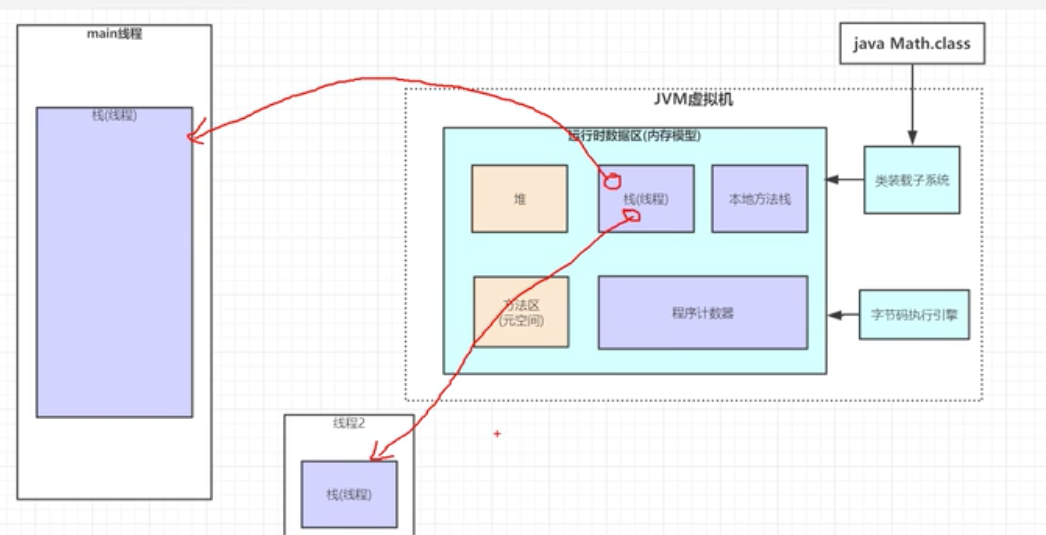 main线程
栈(线程)
java Math.class
JVM虚拟机
运行时数据区(内存模型)
堆
栈(线程)
本地方法栈
类装载子系统
方法区
(元空间)
程序计数器
字节码执行引擎
线程2
栈(线程)